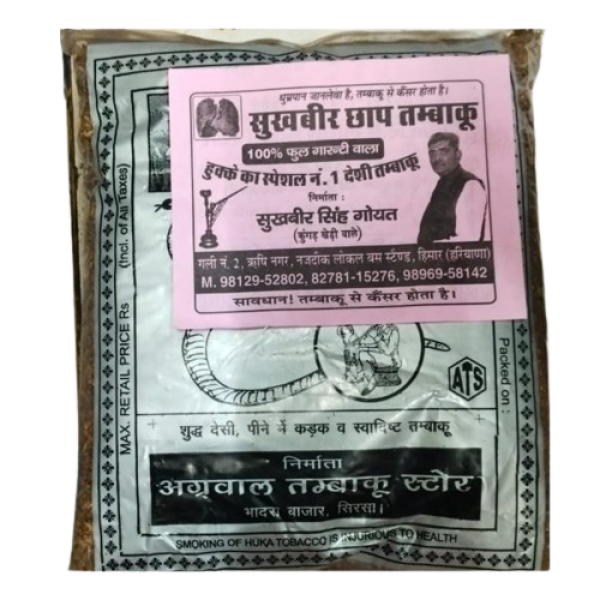 धुम्रपान जानलेवा है, तम्बाकू से कैंसर होता है।
सुखबीर छाप तम्बाकू
100% फुल गारन्टी वाला
हुक्के का स्पेशल नं. 1 देशी तम्बाकू
निर्माता :
सुखबीर सिंह गोयत
(कुंगड़ खेड़ी वाले)
गली नं. 2, ऋषि नगर, नजदीक लोकल बस स्टैण्ड, हिसार (हरियाणा)
M. 98129-52802, 82781-15276, 98969-58142
सावधान! तम्बाकू से कैंसर होता है।
MAX. RETAIL PRICE Rs (Incl. of All Taxes)
Packed on :
ATS
शुद्ध देसी, पीने में कड़क व स्वादिष्ट तम्बाकू
निर्माता
अग्रवाल तम्बाकू स्टोर
भादरा बाजार, सिरसा।
SMOKING OF HUKA TOBACCO IS INJURIOUS TO HEALTH